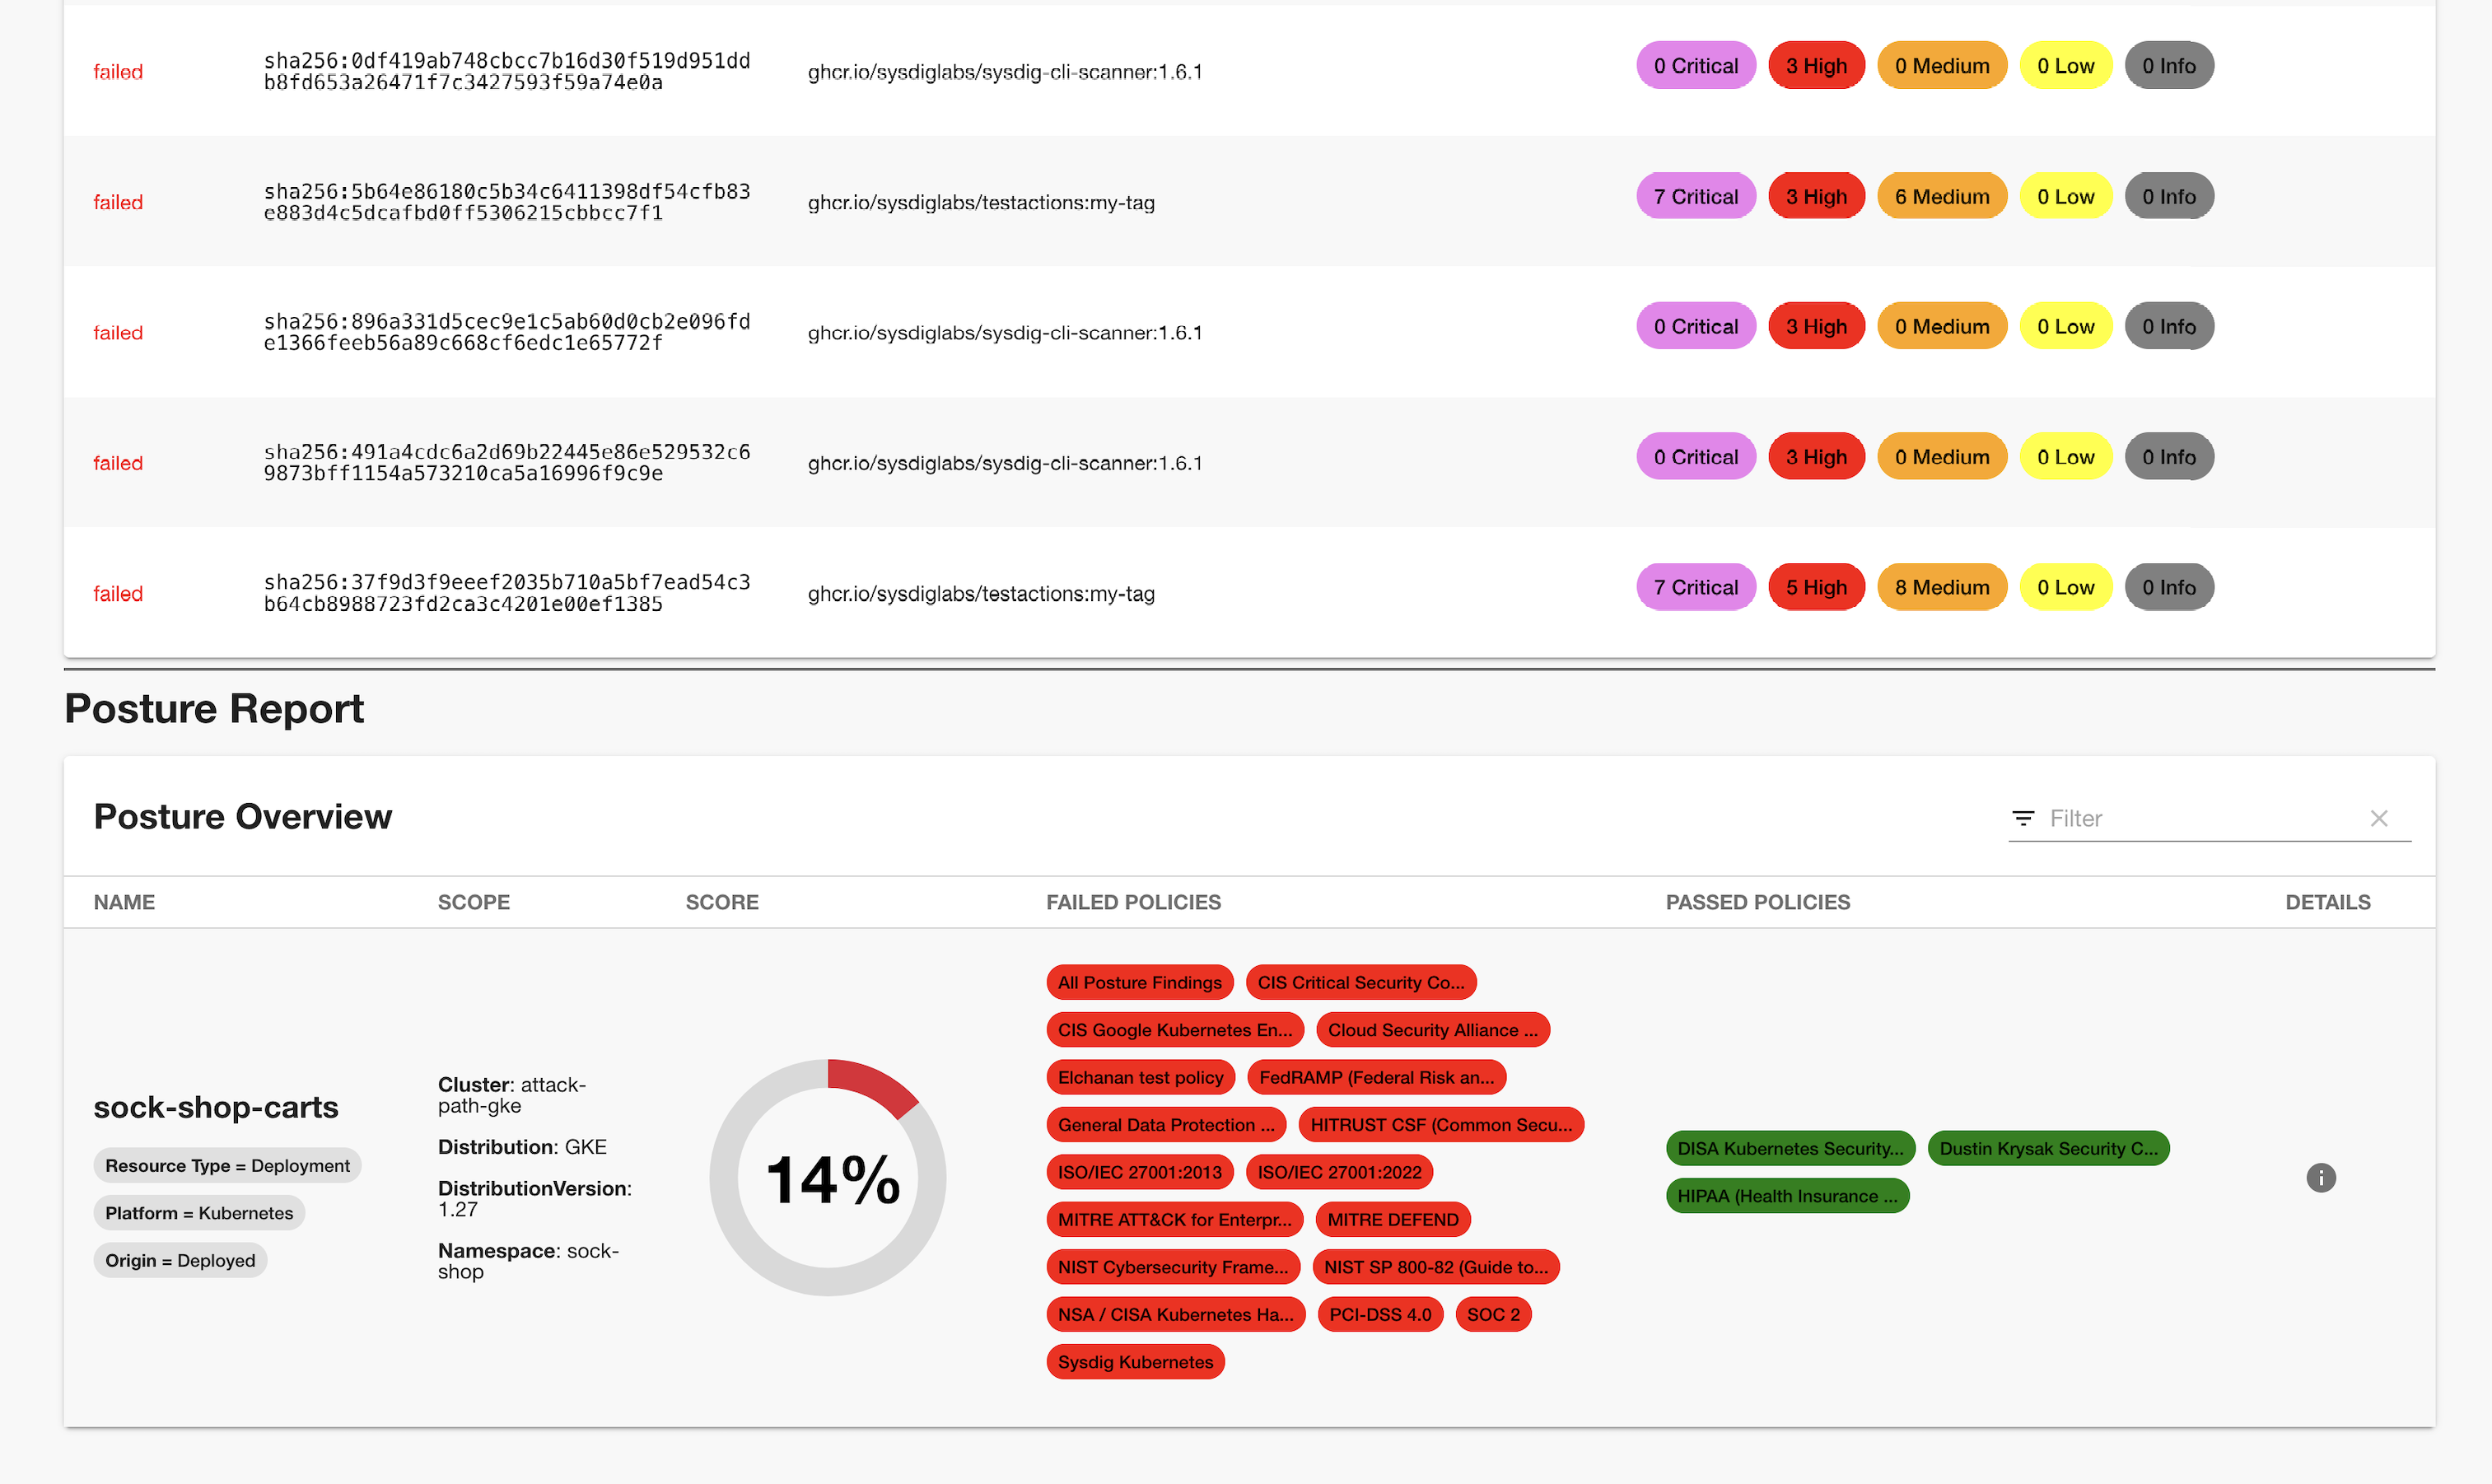 failed
sha256:0df419ab748cbcc7b16d30f519d951dd
b8fd653a26471f7c3427593f59a74e0a
ghcr.io/sysdiglabs/sysdig-cli-scanner:1.6.1
0 Critical 3 High 0 Medium 0 Low 0 Info
failed
sha256:5b64e86180c5b34c6411398df54cfb83
e883d4c5dcafbd0ff5306215cbbcc7f1
ghcr.io/sysdiglabs/testactions:my-tag
7 Critical 3 High 6 Medium 0 Low 0 Info
failed
sha256:896a331d5cec9e1c5ab60d0cb2e096fd
e1366feeb56a89c668cf6edc1e65772f
ghcr.io/sysdiglabs/sysdig-cli-scanner:1.6.1
0 Critical 3 High 0 Medium 0 Low 0 Info
failed
sha256:491a4cdc6a2d69b22445e86e529532c6
9873bff1154a573210ca5a16996f9c9e
ghcr.io/sysdiglabs/sysdig-cli-scanner:1.6.1
0 Critical 3 High 0 Medium 0 Low 0 Info
failed
sha256:37f9d3f9eeef2035b710a5bf7ead54c3
b64cb8988723fd2ca3c4201e00ef1385
ghcr.io/sysdiglabs/testactions:my-tag
7 Critical 5 High 8 Medium 0 Low 0 Info
Posture Report
Posture Overview
Filter
NAME SCOPE SCORE FAILED POLICIES PASSED POLICIES DETAILS
sock-shop-carts
Resource Type = Deployment
Platform = Kubernetes
Origin = Deployed
Cluster: attack-
path-gke
Distribution: GKE
DistributionVersion:
1.27
Namespace: sock-
shop
14%
All Posture Findings CIS Critical Security Co...
CIS Google Kubernetes En... Cloud Security Alliance ...
Elchanan test policy FedRAMP (Federal Risk an...
General Data Protection ... HITRUST CSF (Common Secu...
ISO/IEC 27001:2013 ISO/IEC 27001:2022
MITRE ATT&CK for Enterpr... MITRE DEFEND
NIST Cybersecurity Frame... NIST SP 800-82 (Guide to...
NSA / CISA Kubernetes Ha... PCI-DSS 4.0 SOC 2
Sysdig Kubernetes
DISA Kubernetes Security... Dustin Krysak Security C...
HIPAA (Health Insurance ...